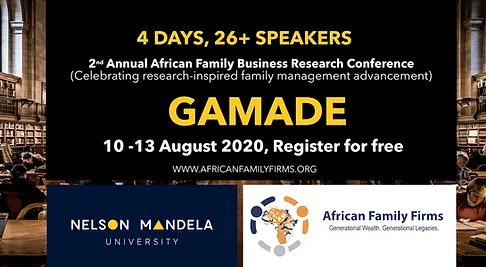 4 DAYS, 26+ SPEAKERS
2nd Annual African Family Business Research Conference
(Celebrating research-inspired family management advancement)
GAMADE
10 -13 August 2020, Register for free
WWW.AFRICANFAMILYFIRMS.ORG
NELSON MANDELA
UNIVERSITY
African Family Firms
Generational Wealth. Generational Legacies.